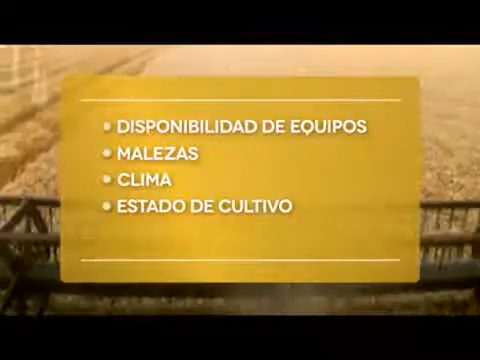 DISPONIBILIDAD DE EQUIPOS
MALEZAS
CLIMA
ESTADO DE CULTIVO